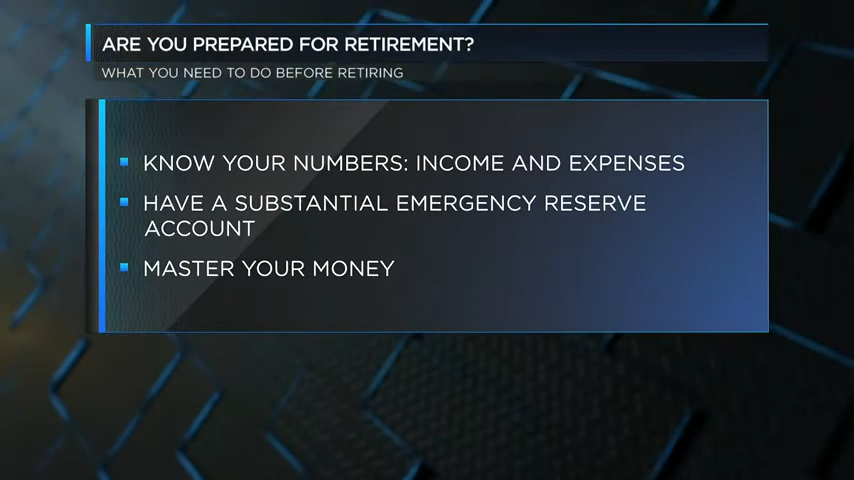 ARE YOU PREPARED FOR RETIREMENT?
WHAT YOU NEED TO DO BEFORE RETIRING
KNOW YOUR NUMBERS: INCOME AND EXPENSES
HAVE A SUBSTANTIAL EMERGENCY RESERVE
ACCOUNT
MASTER YOUR MONEY